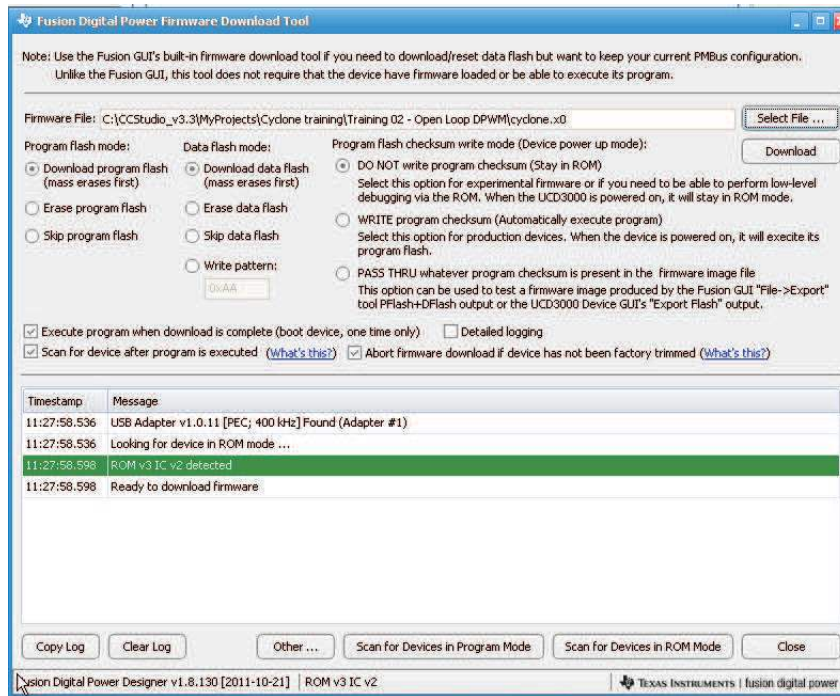 Fusion Digital Power Firmware Download Tool
Note: Use the Fusion GUI's built-in firmware download tool if you need to download/reset data flash but want to keep your current PMBus configuration.
Unlike the Fusion GUI, this tool does not require that the device have firmware loaded or be able to execute its program.
Firmware File: C:\CCStudio_v3.3\MyProjects\Cyclone training\Training 02 - Open Loop DPWM\cyclone.x0
Select File ...
Download
Program flash mode:
Download program flash
(mass erases first)
Erase program flash
Skip program flash
Data flash mode:
Download data flash
(mass erases first)
Erase data flash
Skip data flash
Write pattern:
0xAA
Program flash checksum write mode (Device power up mode):
DO NOT write program checksum (Stay in ROM)
Select this option for experimental firmware or if you need to be able to perform low-level
debugging via the ROM. When the UCD3000 is powered on, it will stay in ROM mode.
WRITE program checksum (Automatically execute program)
Select this option for production devices. When the device is powered on, it will execite its
program flash.
PASS THRU whatever program checksum is present in the firmware image file
This option can be used to test a firmware image produced by the Fusion GUI "File->Export"
tool PFlash+DFlash output or the UCD3000 Device GUI's "Export Flash" output.
Execute program when download is complete (boot device, one time only)
Detailed logging
Scan for device after program is executed (What's this?)
Abort firmware download if device has not been factory trimmed (What's this?)
Timestamp Message
11:27:58.536 USB Adapter v1.0.11 [PEC; 400 kHz] Found (Adapter #1)
11:27:58.536 Looking for device in ROM mode ...
11:27:58.598 ROM v3 IC v2 detected
11:27:58.598 Ready to download firmware
Copy Log
Clear Log
Other ...
Scan for Devices in Program Mode
Scan for Devices in ROM Mode
Close
Fusion Digital Power Designer v1.8.130 [2011-10-21] ROM v3 IC v2
TEXAS INSTRUMENTS | fusion digital power